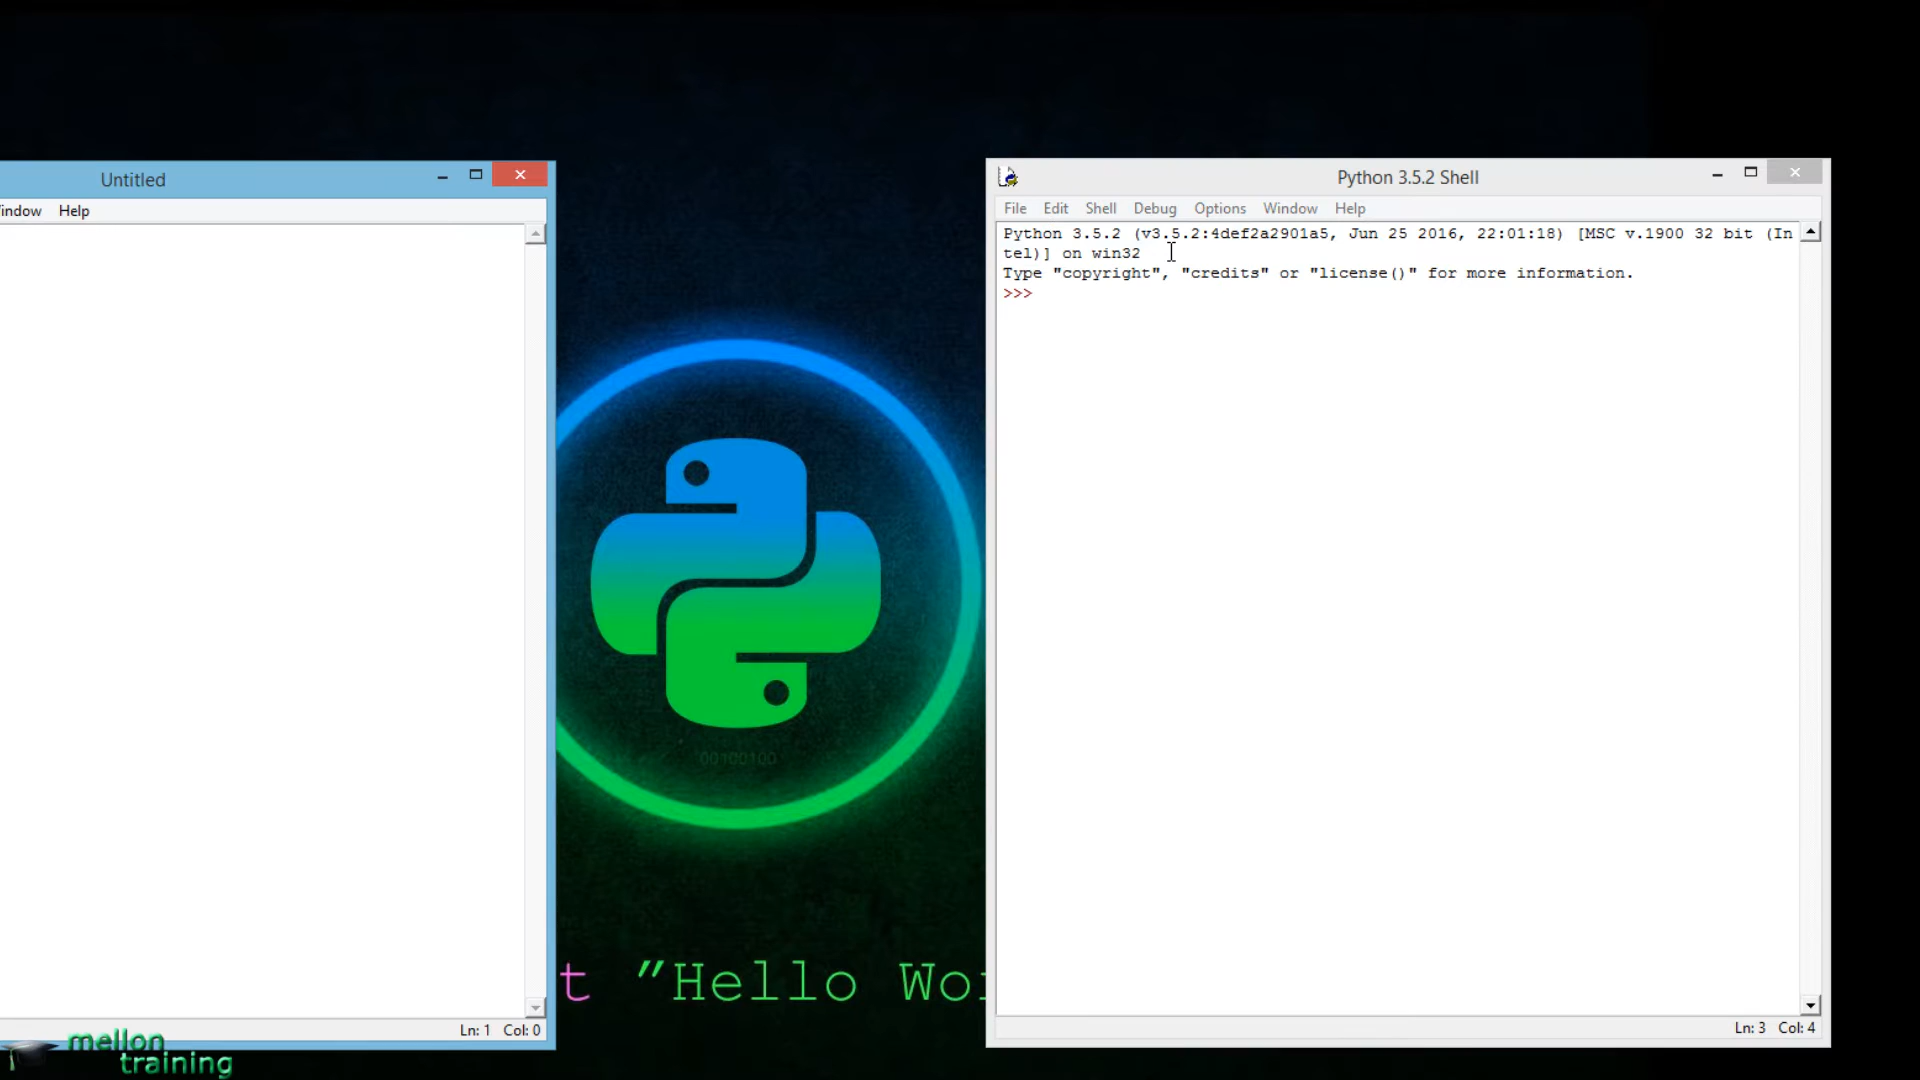 Untitled
indow Help
Ln: 1 Col: 0
Python 3.5.2 Shell
File Edit Shell Debug Options Window Help
Python 3.5.2 (v3.5.2:4def2a2901a5, Jun 25 2016, 22:01:18) [MSC v.1900 32 bit (In
tel)] on win32
Type "copyright", "credits" or "license()" for more information.
>>>
Ln: 3 Col: 4
00100100
t "Hello Wor
mellon
training